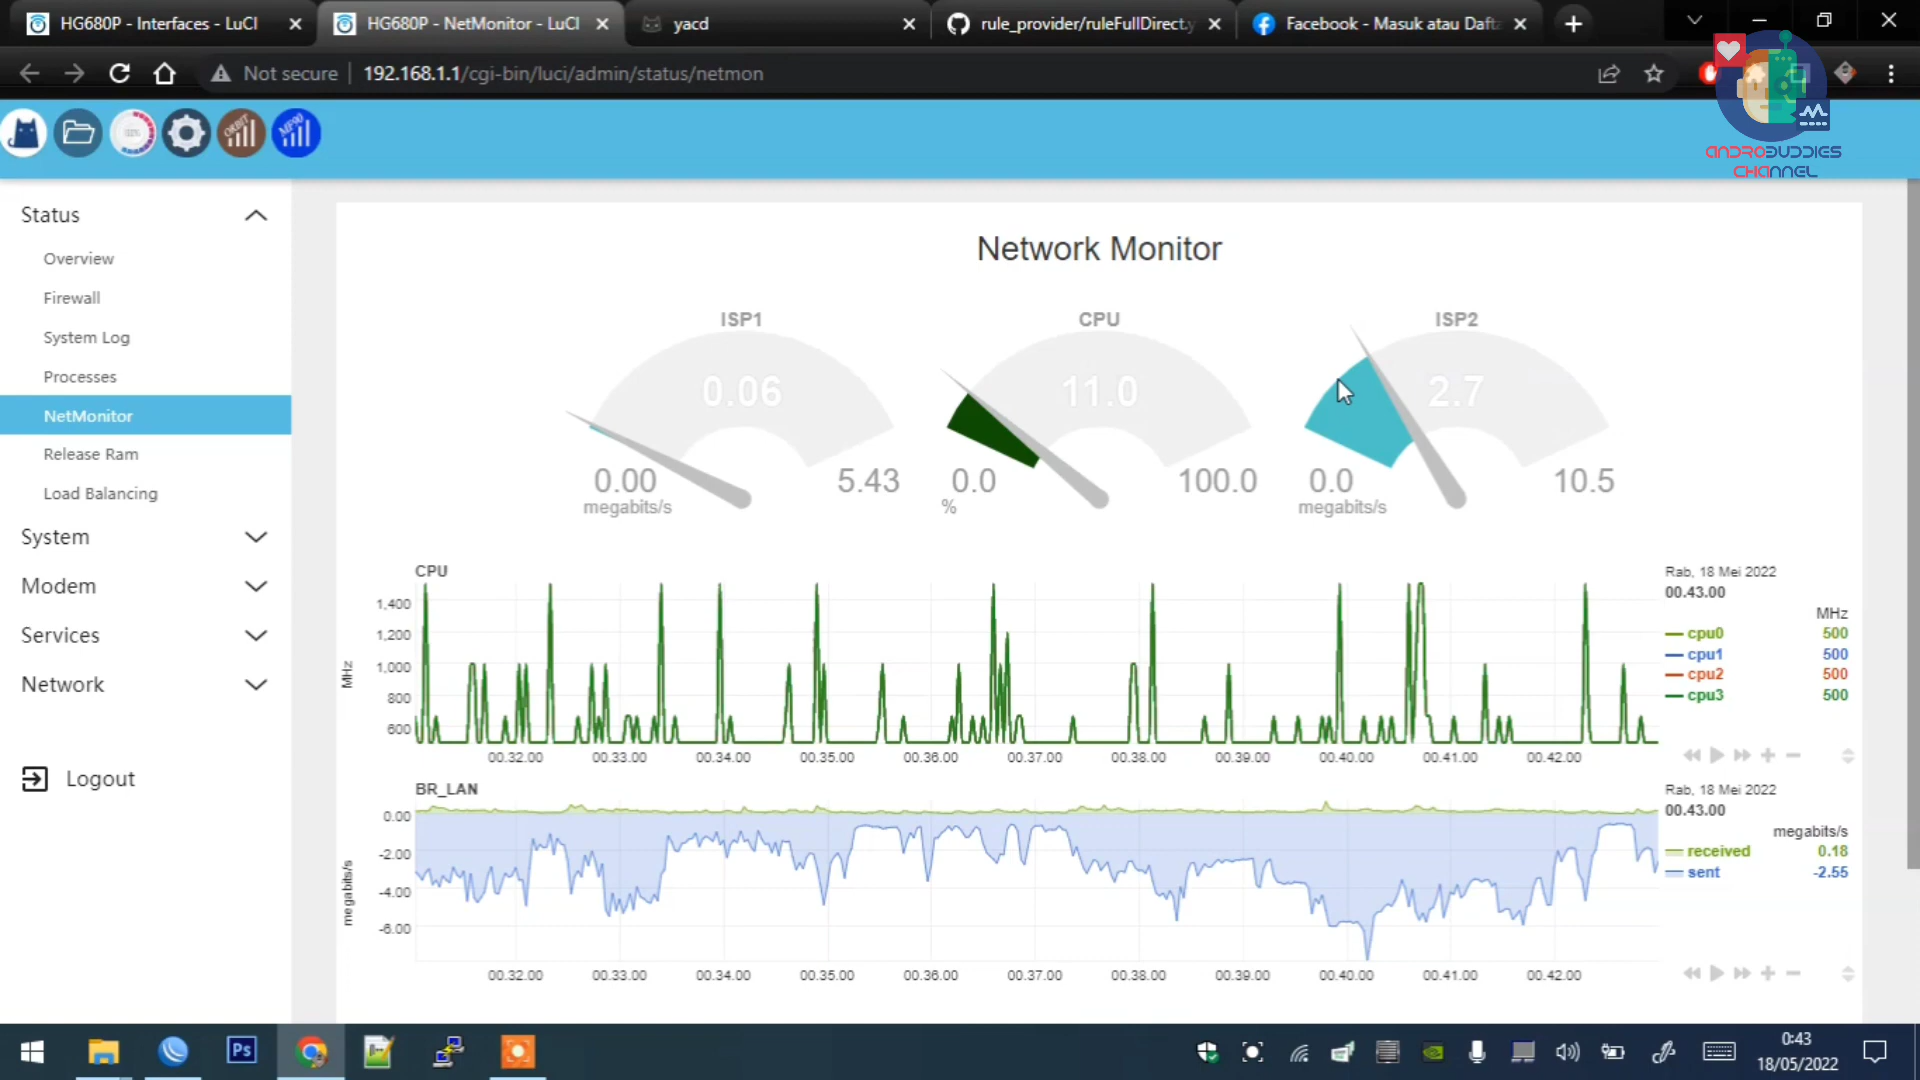 HG680P - Interfaces - LuCI
HG680P - NetMonitor - LuCI
yacd
rule_provider/ruleFullDirect.y
Facebook - Masuk atau Dafta
Not secure
192.168.1.1/cgi-bin/luci/admin/status/netmon
ORBIT
MF90
ANDROBUDDIES
CHANNEL
Status
Overview
Firewall
System Log
Processes
NetMonitor
Release Ram
Load Balancing
System
Modem
Services
Network
Logout
Network Monitor
ISP1
0.06
0.00
5.43
megabits/s
CPU
11.0
0.0
100.0
%
ISP2
2.7
0.0
10.5
megabits/s
CPU
MHz
1,400
1,200
1,000
800
600
00.32.00 00.33.00 00.34.00 00.35.00 00.36.00 00.37.00 00.38.00 00.39.00 00.40.00 00.41.00 00.42.00
Rab, 18 Mei 2022
00.43.00
MHz
cpu0 500
cpu1 500
cpu2 500
cpu3 500
BR_LAN
megabits/s
0.00
-2.00
-4.00
-6.00
00.32.00 00.33.00 00.34.00 00.35.00 00.36.00 00.37.00 00.38.00 00.39.00 00.40.00 00.41.00 00.42.00
Rab, 18 Mei 2022
00.43.00
megabits/s
received 0.18
sent -2.55
Ps
0:43
18/05/2022